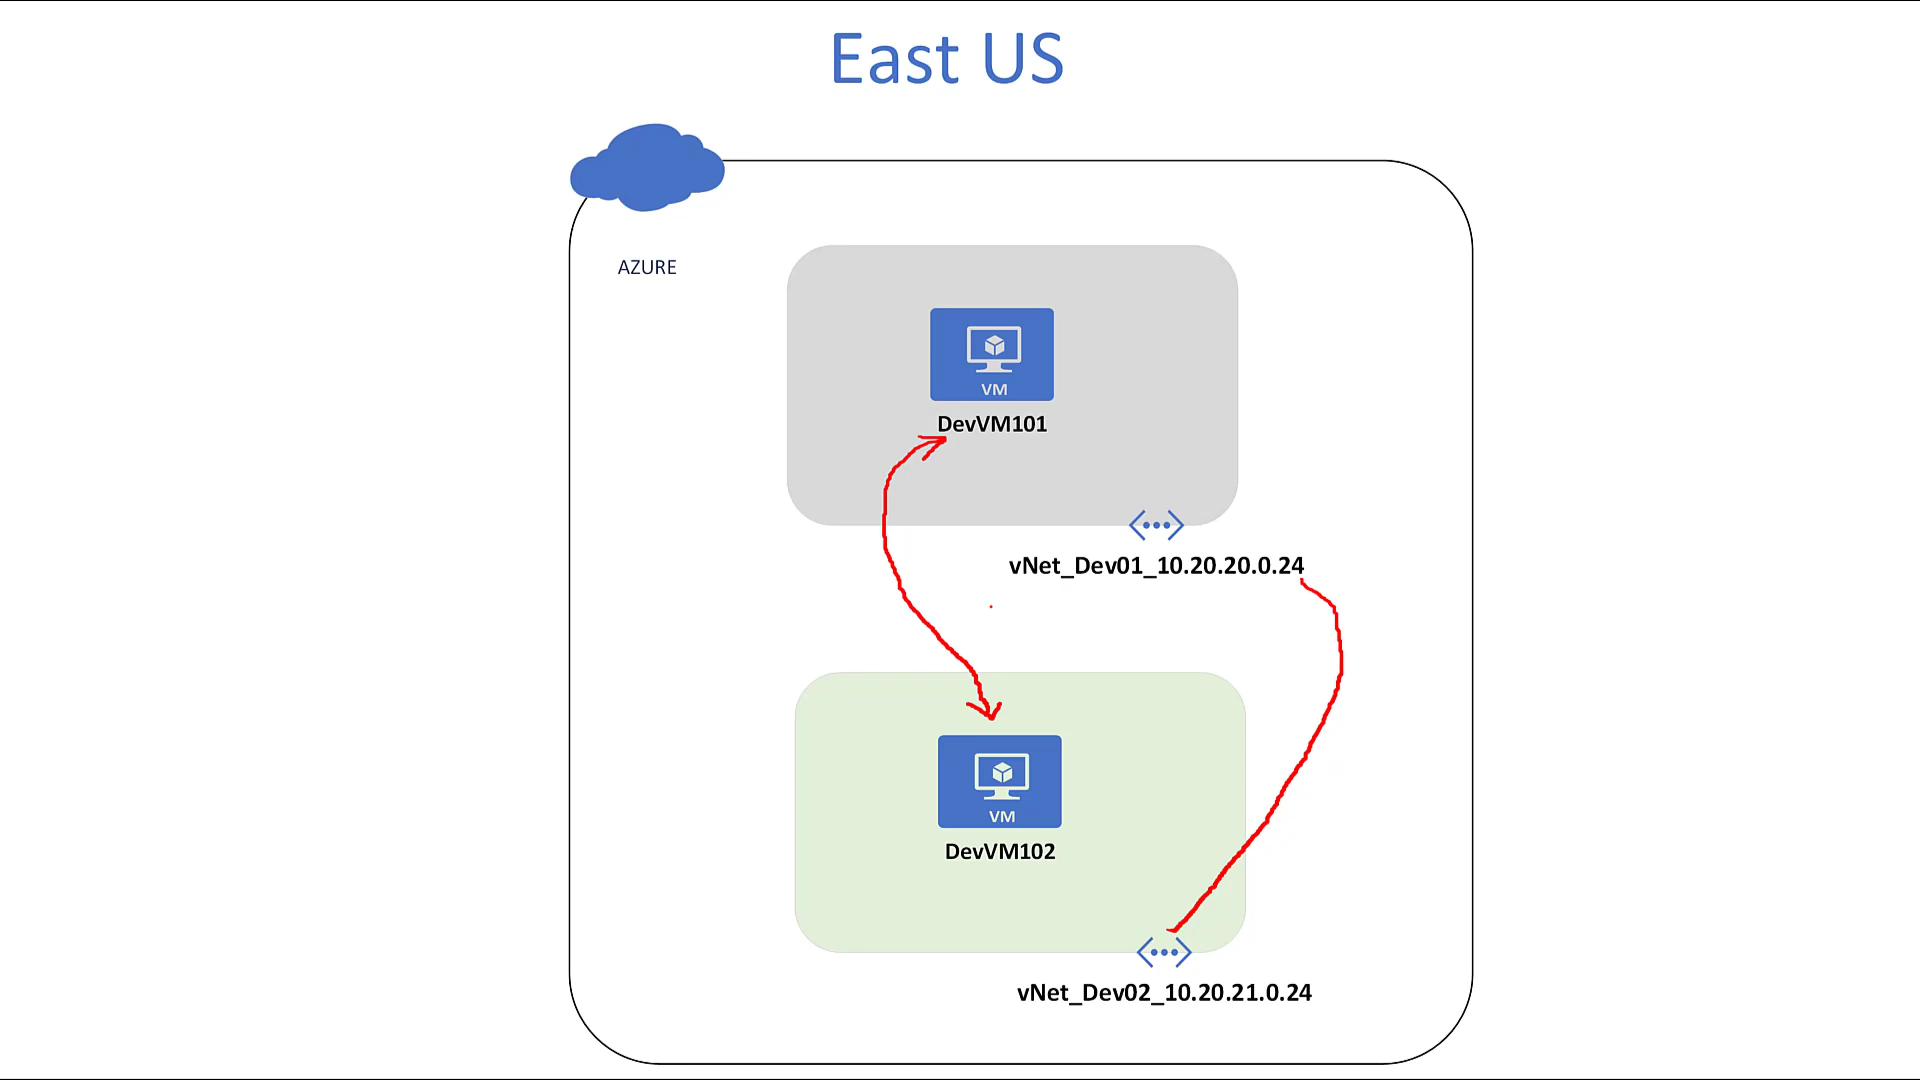 East US
AZURE
VM
DevVM101
vNet_Dev01_10.20.20.0.24
VM
DevVM102
vNet_Dev02_10.20.21.0.24